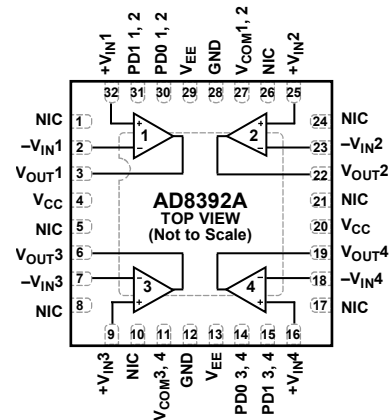 +VIN1
PD1 1, 2
PD0 1, 2
VEE
GND
VCOM1, 2
NIC
+VIN2
32 31 30 29 28 27 26 25
NIC 1
–VIN1 2
VOUT1 3
VCC 4
NIC 5
VOUT3 6
–VIN3 7
NIC 8
24 NIC
23 –VIN2
22 VOUT2
21 NIC
20 VCC
19 VOUT4
18 –VIN4
17 NIC
+ – 1
+ – 2
AD8392A
TOP VIEW
(Not to Scale)
– + 3
– + 4
9 10 11 12 13 14 15 16
+VIN3
NIC
VCOM3, 4
GND
VEE
PD0 3, 4
PD1 3, 4
+VIN4